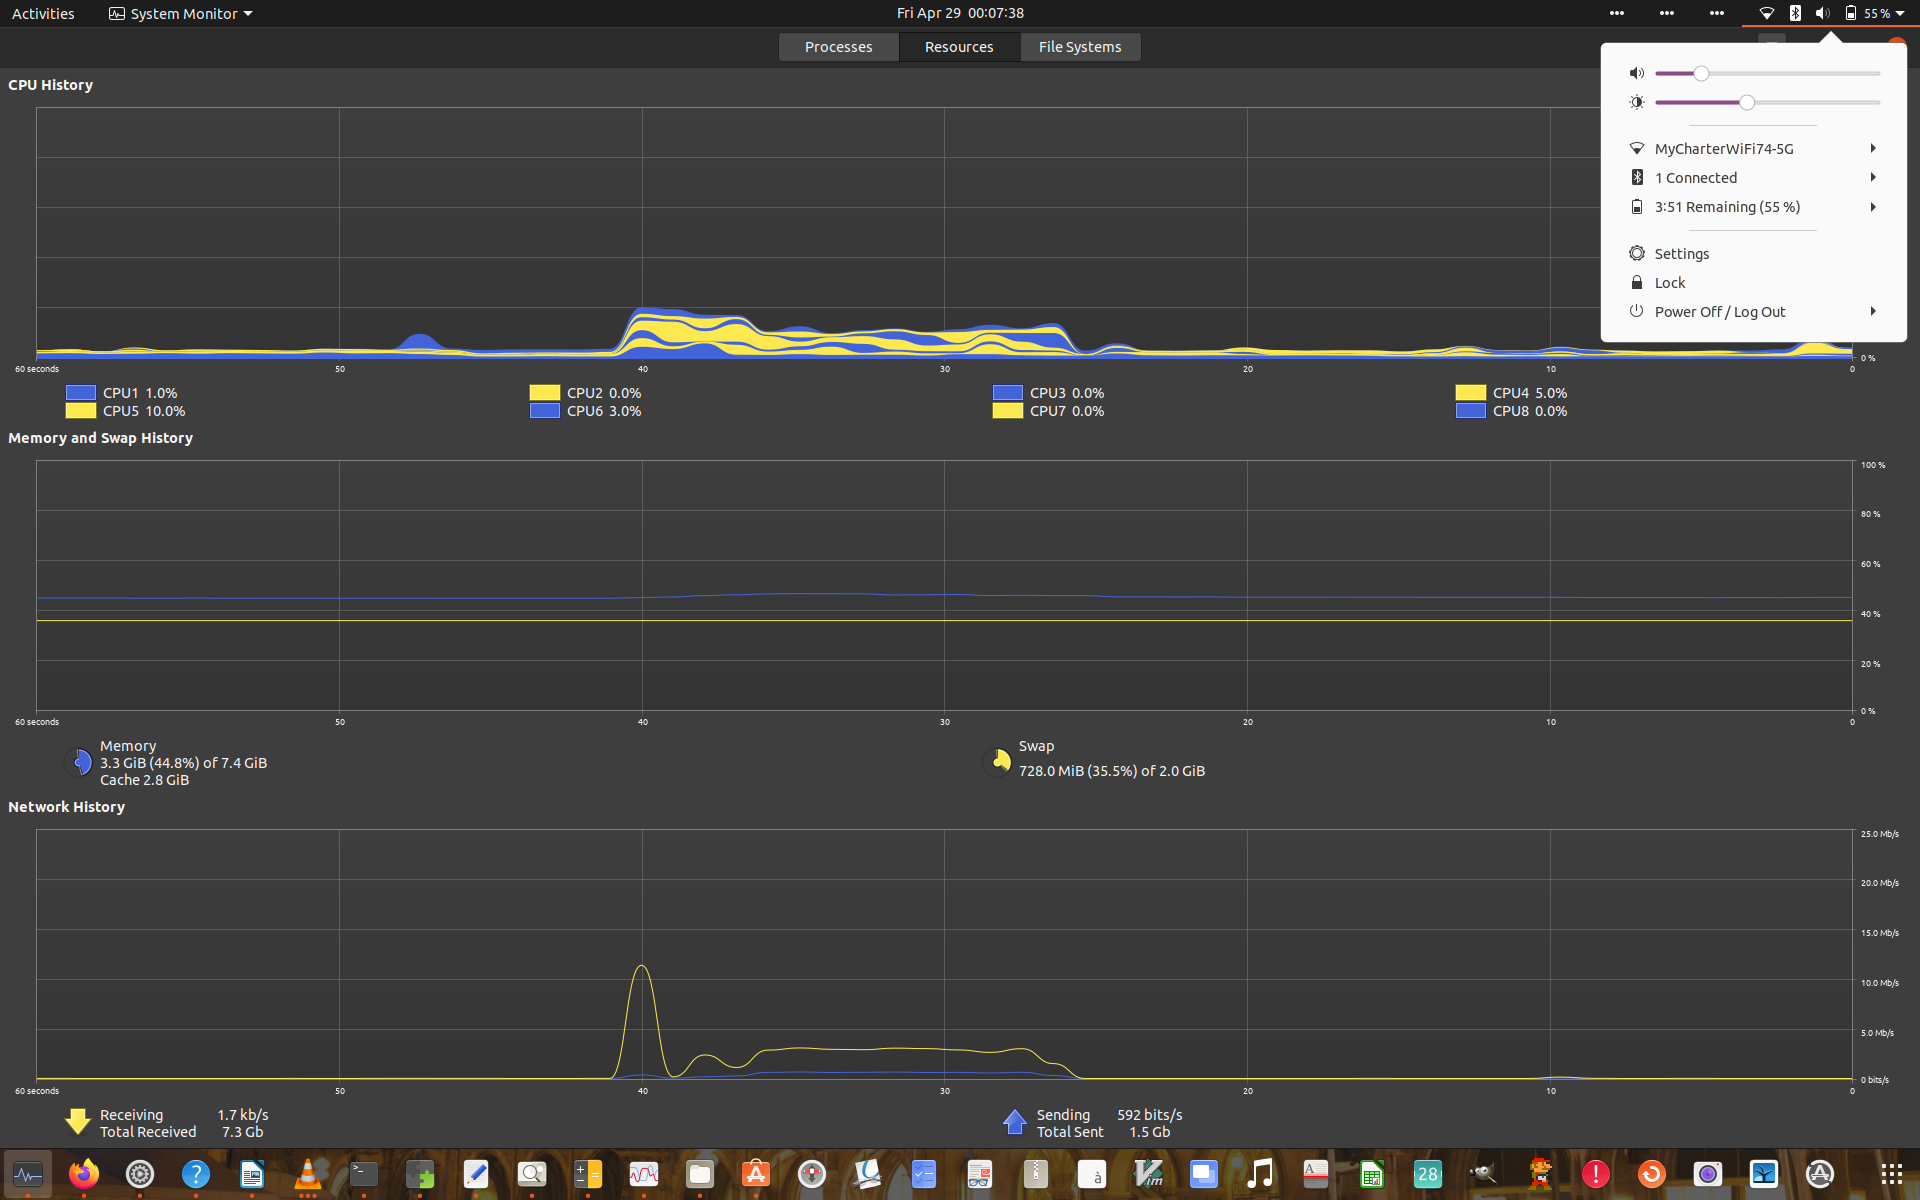 Activities
System Monitor
Fri Apr 29 00:07:38
55 %
Processes
Resources
File Systems
MyCharterWiFi74-5G
1 Connected
3:51 Remaining (55 %)
Settings
Lock
Power Off / Log Out
CPU History
0 %
60 seconds 50 40 30 20 10 0
CPU1 1.0% CPU2 0.0% CPU3 0.0% CPU4 5.0%
CPU5 10.0% CPU6 3.0% CPU7 0.0% CPU8 0.0%
Memory and Swap History
100 %
80 %
60 %
40 %
20 %
0 %
60 seconds 50 40 30 20 10 0
Memory
3.3 GiB (44.8%) of 7.4 GiB
Cache 2.8 GiB
Swap
728.0 MiB (35.5%) of 2.0 GiB
Network History
25.0 Mb/s
20.0 Mb/s
15.0 Mb/s
10.0 Mb/s
5.0 Mb/s
0 bits/s
60 seconds 50 40 30 20 10 0
Receiving 1.7 kb/s
Total Received 7.3 Gb
Sending 592 bits/s
Total Sent 1.5 Gb
?
>_
à
Vim
A
28
!